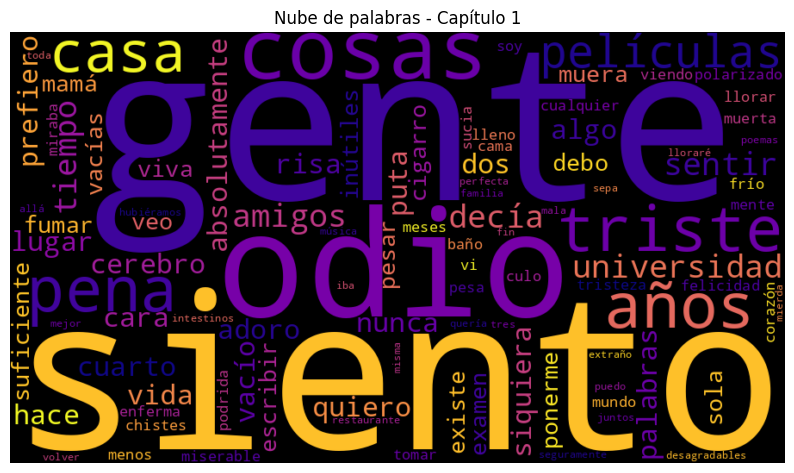 Nube de palabras - Capítulo 1
casa
cosas
películas
gente
prefiero
toda
mamá
miraba
tiempo
vacías
viva
veo
absolutamente
risa
inútiles
cigarro
sucia
lleno
cama
dos
soy
muera
viendo
polarizado
cualquier
llorar
muerta
algo
lloraré
poemas
debo
sentir
frío
perfecta
familia
sepa
mente
allá
hubiéramos
fumar
lugar
amigos
puta
decía
meses
mala
triste
odio
música
pesar
baño
fin
vi
iba
pesa
culo
universidad
tristeza
felicidad
corazón
mierda
cerebro
pena
años
cara
intestinos
adoro
nunca
quería
tres
mejor
suficiente
cuarto
vacío
escribir
misma
siquiera
extraño
siento
vida
quiero
existe
examen
ponerme
puedo
mundo
palabras
sola
hace
enferma
chistes
podrida
restaurante
juntos
volver
menos
miserable
tomar
seguramente
desagradables